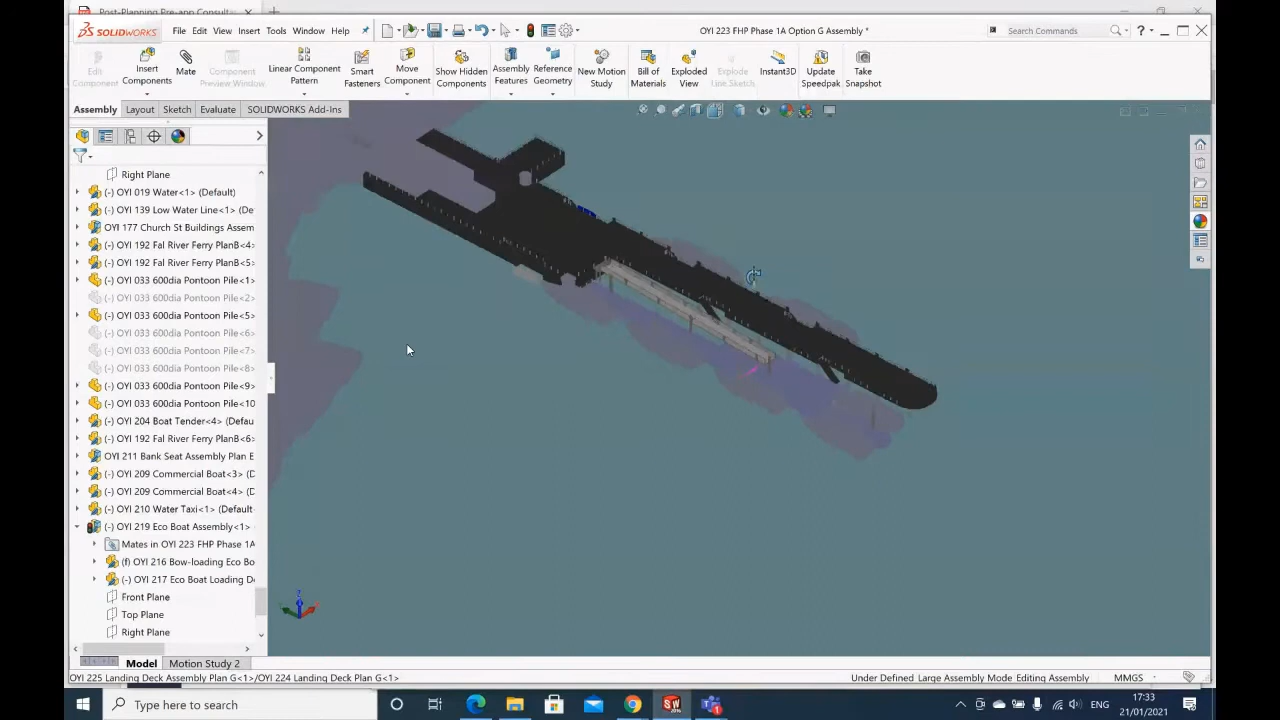 Post-Planning Pre-app Consulta
SOLIDWORKS
File Edit View Insert Tools Window Help
OYI 223 FHP Phase 1A Option G Assembly *
Search Commands
Edit Component
Insert Components
Mate
Component Preview Window
Linear Component Pattern
Smart Fasteners
Move Component
Show Hidden Components
Assembly Features
Reference Geometry
New Motion Study
Bill of Materials
Exploded View
Explode Line Sketch
Instant3D
Update Speedpak
Take Snapshot
Assembly Layout Sketch Evaluate SOLIDWORKS Add-Ins
Right Plane
(-) OYI 019 Water<1> (Default)
(-) OYI 139 Low Water Line<1> (De
OYI 177 Church St Buildings Assem
(-) OYI 192 Fal River Ferry PlanB<4>
(-) OYI 192 Fal River Ferry PlanB<5>
(-) OYI 033 600dia Pontoon Pile<1>
(-) OYI 033 600dia Pontoon Pile<2>
(-) OYI 033 600dia Pontoon Pile<5>
(-) OYI 033 600dia Pontoon Pile<6>
(-) OYI 033 600dia Pontoon Pile<7>
(-) OYI 033 600dia Pontoon Pile<8>
(-) OYI 033 600dia Pontoon Pile<9>
(-) OYI 033 600dia Pontoon Pile<10
(-) OYI 204 Boat Tender<4> (Defau
(-) OYI 192 Fal River Ferry PlanB<6>
OYI 211 Bank Seat Assembly Plan E
(-) OYI 209 Commercial Boat<3> (D
(-) OYI 209 Commercial Boat<4> (D
(-) OYI 210 Water Taxi<1> (Default
(-) OYI 219 Eco Boat Assembly<1>
Mates in OYI 223 FHP Phase 1A
(f) OYI 216 Bow-loading Eco Bo
(-) OYI 217 Eco Boat Loading De
Front Plane
Top Plane
Right Plane
Model Motion Study 2
OYI 225 Landing Deck Assembly Plan G<1>/OYI 224 Landing Deck Plan G<1>
Under Defined Large Assembly Mode Editing Assembly MMGS
Type here to search
ENG
17:33
21/01/2021